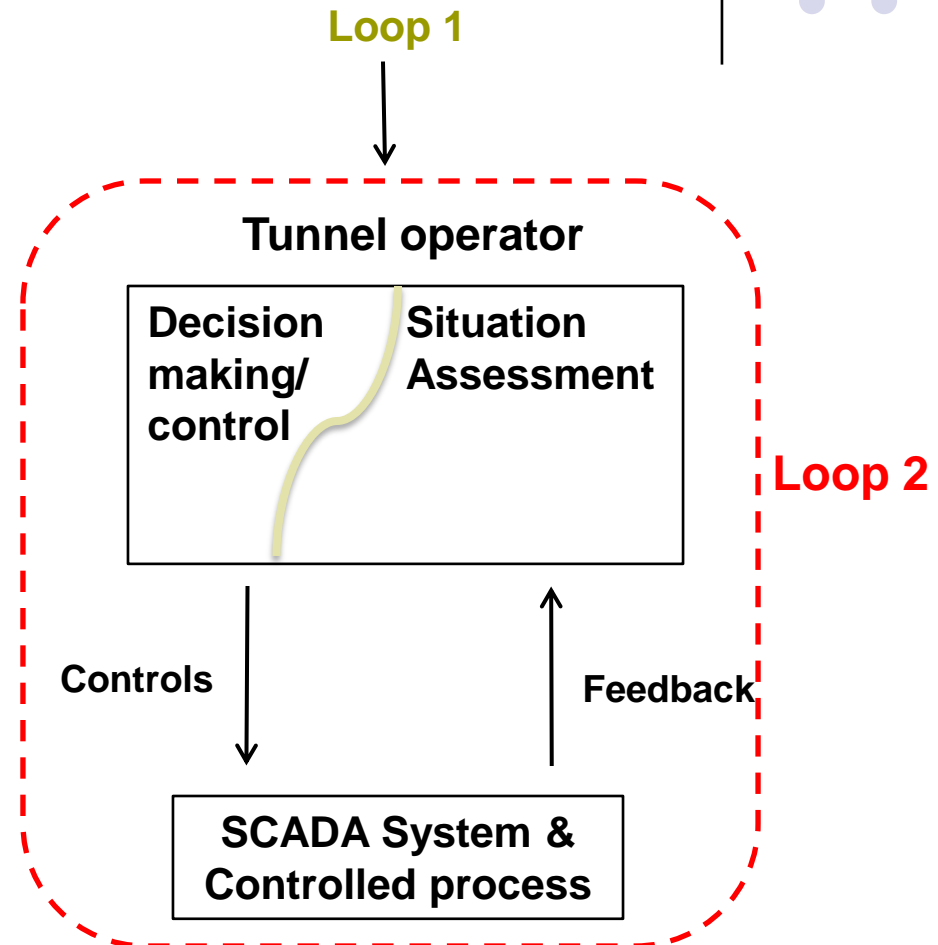 Loop 1
Tunnel operator
Decision
making/
control
Situation
Assessment
Loop 2
Controls
Feedback
SCADA System &
Controlled process